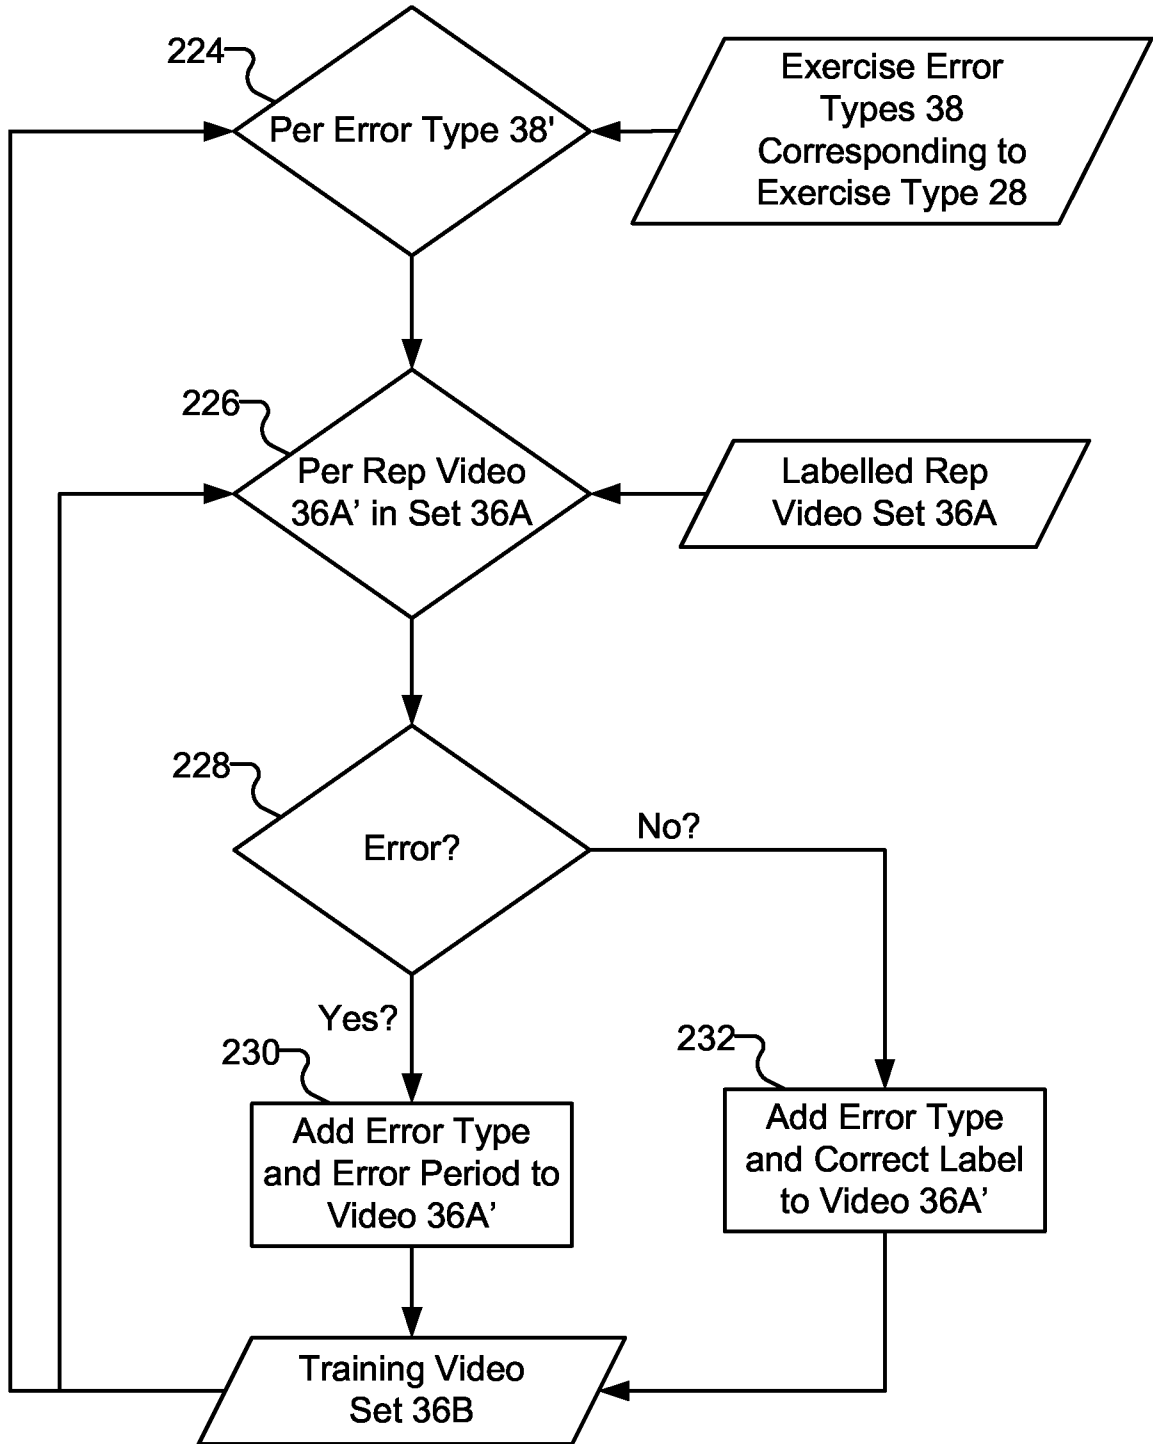 224
Per Error Type 38'
Exercise Error
Types 38
Corresponding to
Exercise Type 28
226
Per Rep Video
36A’ in Set 36A
Labelled Rep
Video Set 36A
228
Error?
No?
Yes?
230
Add Error Type
and Error Period to
Video 36A’
232
Add Error Type
and Correct Label
to Video 36A’
Training Video
Set 36B